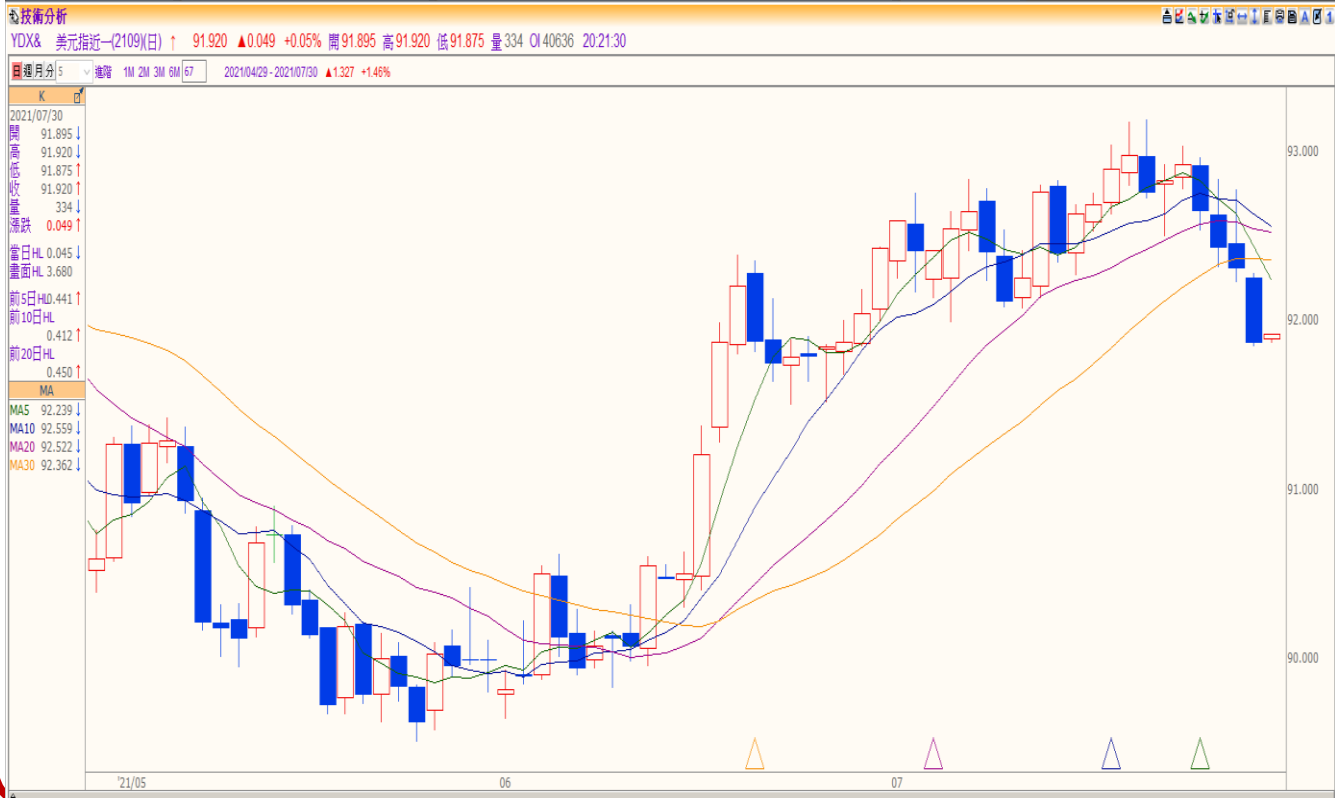 技術分析
YDX& 美元指近一(2109)(日) ↑ 91.920 ▲0.049 +0.05% 開 91.895 高 91.920 低 91.875 量 334 OI 40636 20:21:30
日 週 月 分 5 進階 1M 2M 3M 6M 67 2021/04/29 - 2021/07/30 ▲1.327 +1.46%
K
2021/07/30
開 91.895 ↓
高 91.920 ↓
低 91.875 ↑
收 91.920 ↑
量 334 ↓
漲跌 0.049 ↑
當日HL 0.045 ↓
畫面HL 3.680
前5日HL 0.441 ↑
前10日HL
0.412 ↑
前20日HL
0.450 ↑
MA
MA5 92.239 ↓
MA10 92.559 ↓
MA20 92.522 ↓
MA30 92.362 ↓
93.000
92.000
91.000
90.000
'21/05 06 07